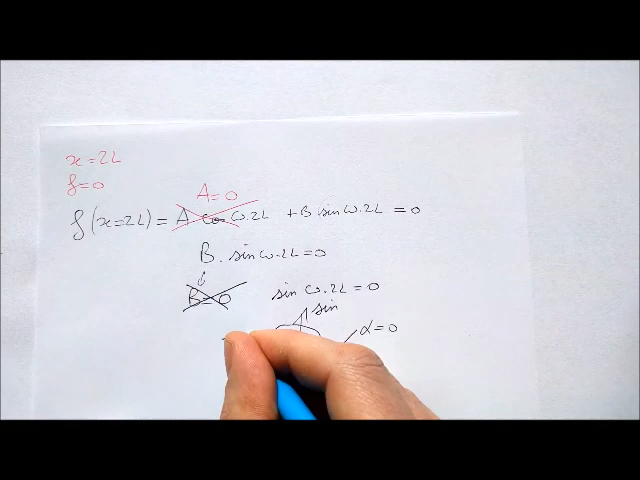 x = 2L
f = 0
A = 0
f(x=2L) = A cos ω.2L + B sin ω.2L = 0
B . sin ω.2L = 0
B = 0 sin ω.2L = 0
sin
α = 0